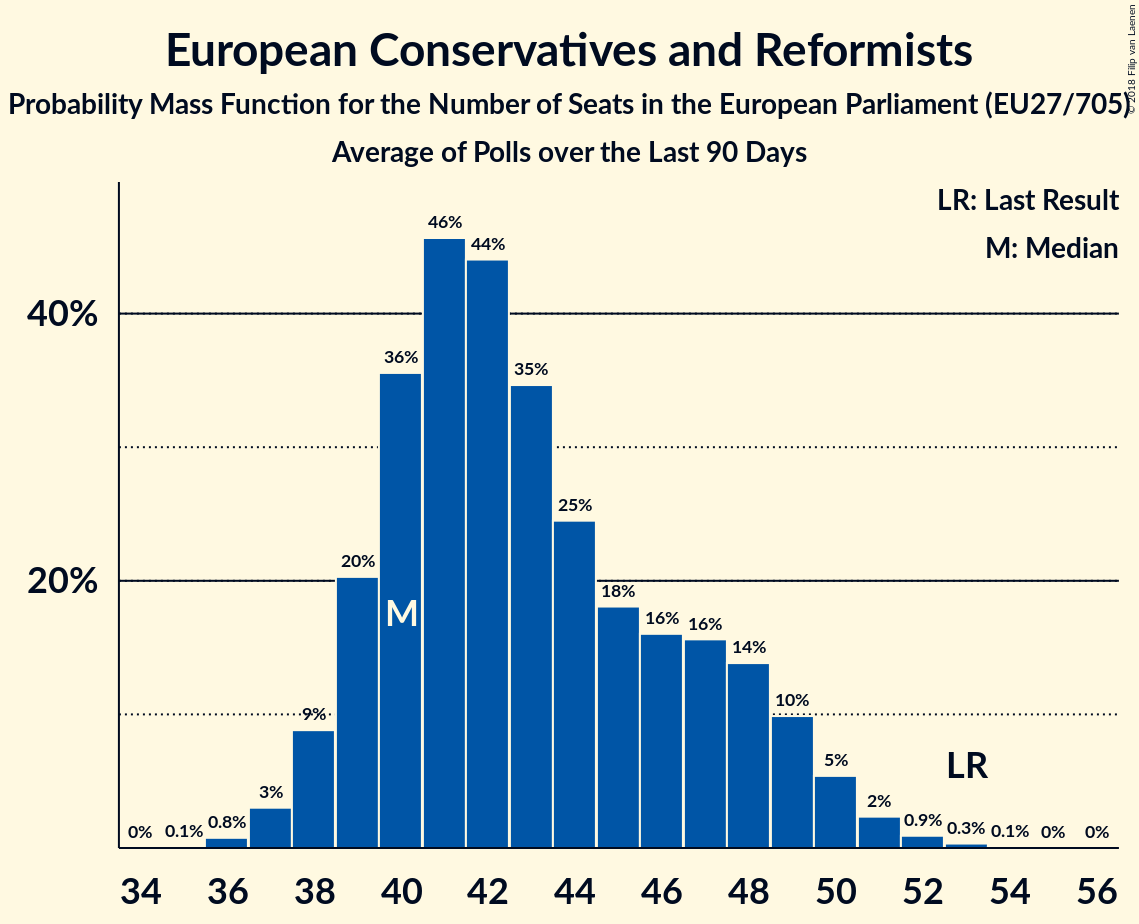 European Conservatives and Reformists
Probability Mass Function for the Number of Seats in the European Parliament (EU27/705)
Average of Polls over the Last 90 Days
© 2018 Filip van Laenen
LR: Last Result
M: Median
40%
20%
0%
0.1%
0.8%
3%
9%
20%
36%
46%
44%
35%
25%
18%
16%
16%
14%
10%
5%
2%
0.9%
0.3%
0.1%
0%
0%
M
LR
34 36 38 40 42 44 46 48 50 52 54 56